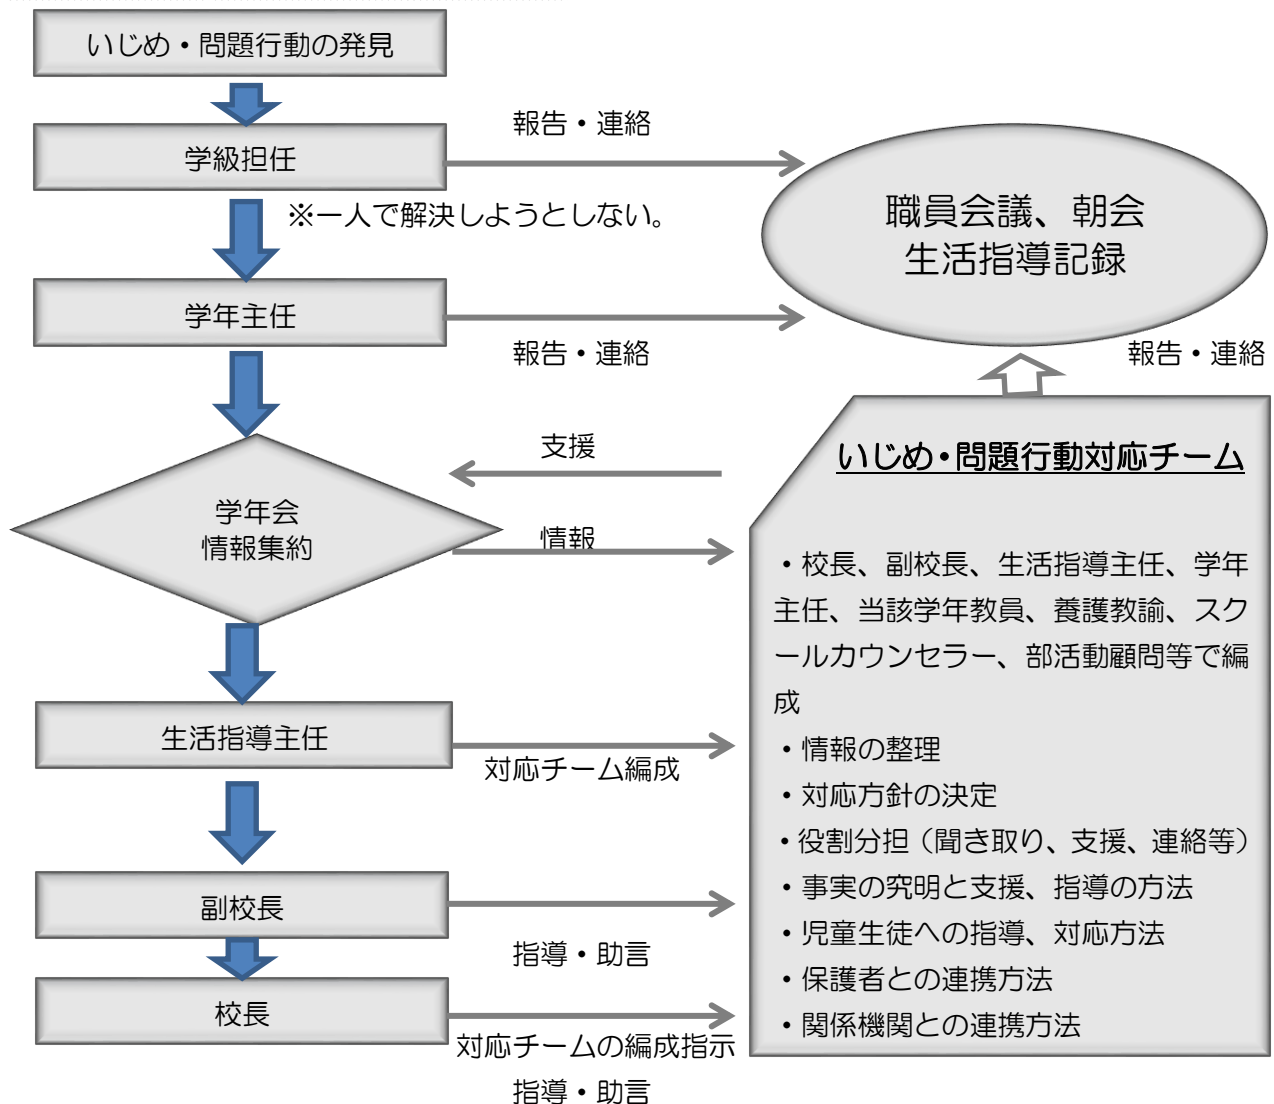 いじめ・問題行動の発見
報告・連絡
学級担任
※一人で解決しようとしない。
職員会議、朝会
生活指導記録
学年主任
報告・連絡
報告・連絡
支援
学年会
情報集約
情報
いじめ・問題行動対応チーム
・校長、副校長、生活指導主任、学年
主任、当該学年教員、養護教諭、スク
ールカウンセラー、部活動顧問等で編
成
・情報の整理
・対応方針の決定
・役割分担（聞き取り、支援、連絡等）
・事実の究明と支援、指導の方法
・児童生徒への指導、対応方法
・保護者との連携方法
・関係機関との連携方法
生活指導主任
対応チーム編成
副校長
指導・助言
校長
対応チームの編成指示
指導・助言